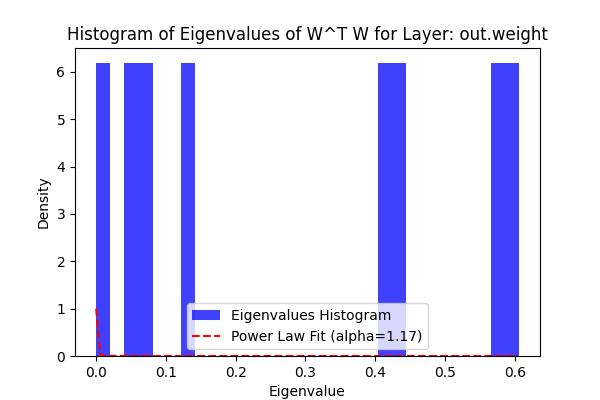 Histogram of Eigenvalues of W^T W for Layer: out.weight
6
5
4
3
2
1
0
Density
Eigenvalues Histogram
Power Law Fit (alpha=1.17)
0.0 0.1 0.2 0.3 0.4 0.5 0.6
Eigenvalue